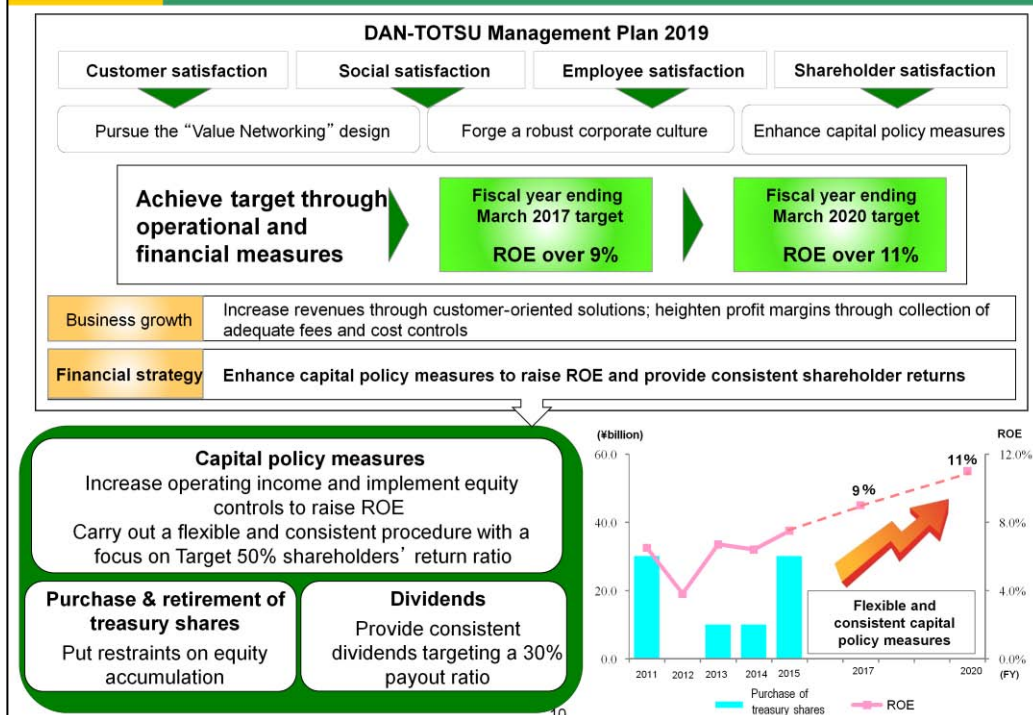 DAN-TOTSU Management Plan 2019
Customer satisfaction
Social satisfaction
Employee satisfaction
Shareholder satisfaction
Pursue the “Value Networking” design
Forge a robust corporate culture
Enhance capital policy measures
Achieve target through
operational and
financial measures
Fiscal year ending
March 2017 target
ROE over 9%
Fiscal year ending
March 2020 target
ROE over 11%
Business growth
Increase revenues through customer-oriented solutions; heighten profit margins through collection of
adequate fees and cost controls
Financial strategy
Enhance capital policy measures to raise ROE and provide consistent shareholder returns
Capital policy measures
Increase operating income and implement equity
controls to raise ROE
Carry out a flexible and consistent procedure with a
focus on Target 50% shareholders’ return ratio
Purchase & retirement of
treasury shares
Put restraints on equity
accumulation
Dividends
Provide consistent
dividends targeting a 30%
payout ratio
(¥billion)
ROE
60.0
40.0
20.0
0.0
12.0%
8.0%
4.0%
0.0%
9%
11%
Flexible and
consistent capital
policy measures
2011
2012
2013
2014
2015
2017
2020
(FY)
Purchase of
treasury shares
ROE
10